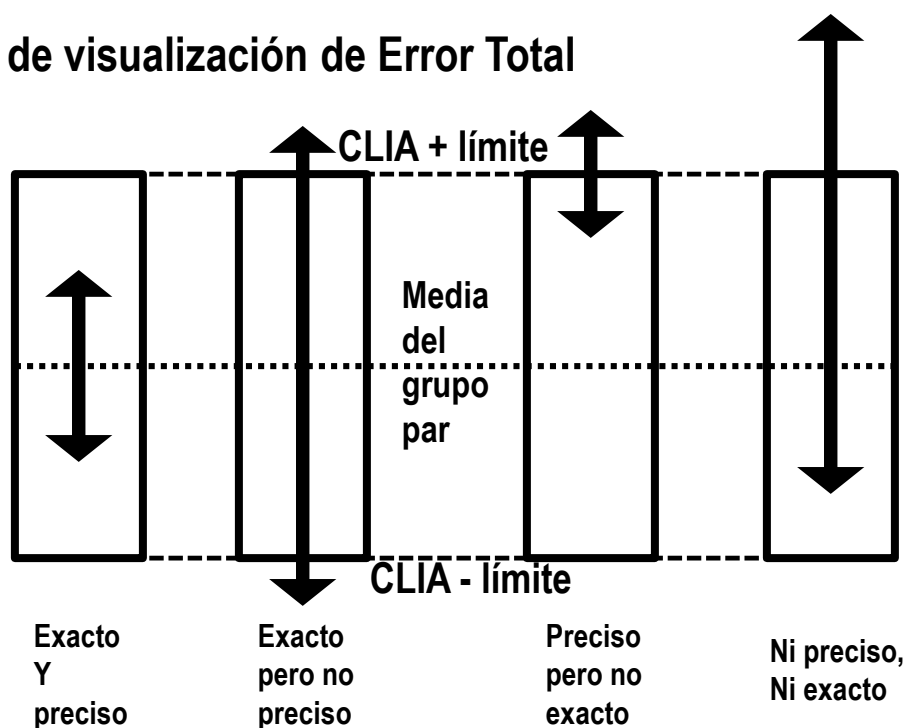 de visualización de Error Total
CLIA + límite
Media
del
grupo
par
CLIA - límite
Exacto
Y
preciso
Exacto
pero no
preciso
Preciso
pero no
exacto
Ni preciso,
Ni exacto